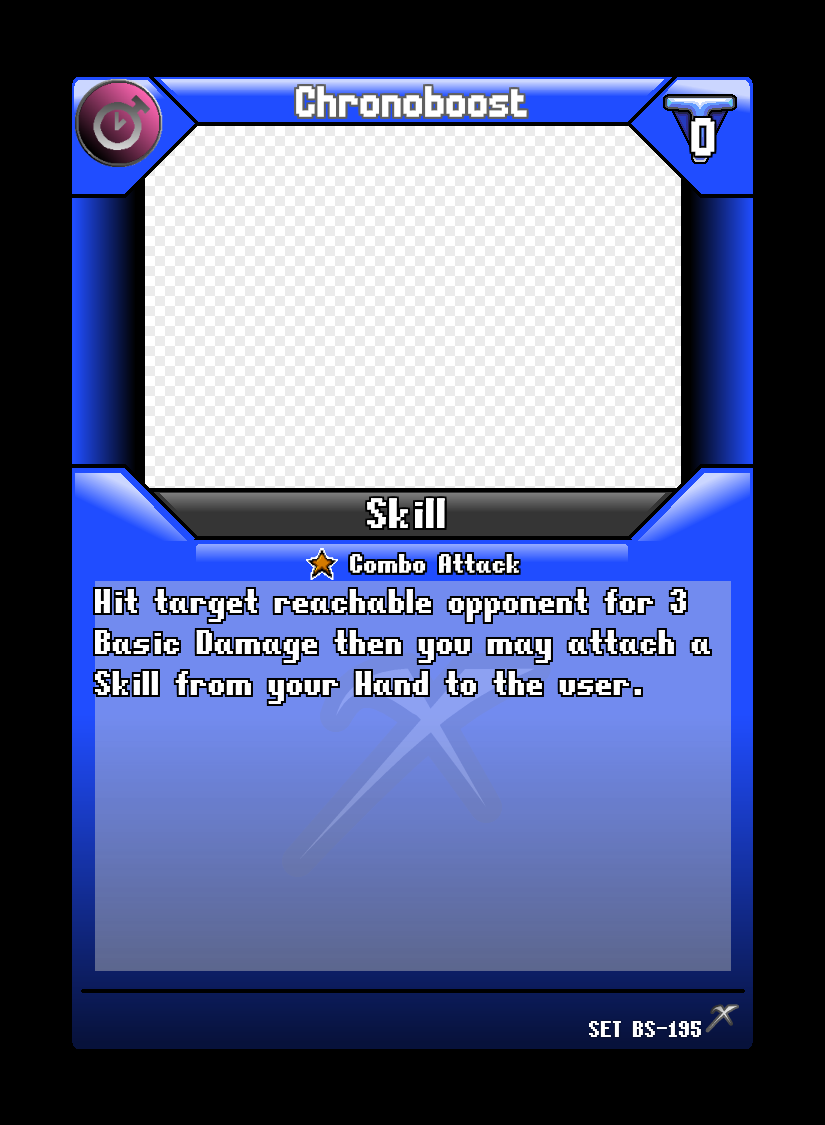 Chronoboost
0
Skill
Combo Attack
Hit target reachable opponent for 3
Basic Damage then you may attach a
Skill from your Hand to the user.
SET BS-195